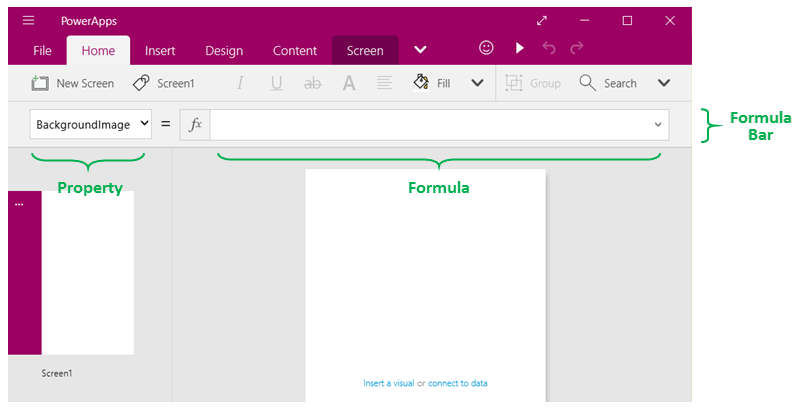 PowerApps
File Home Insert Design Content Screen
New Screen Screen1 I U ab A Fill Group Search
BackgroundImage = fx
Formula
Bar
Property Formula
...
Screen1
Insert a visual or connect to data